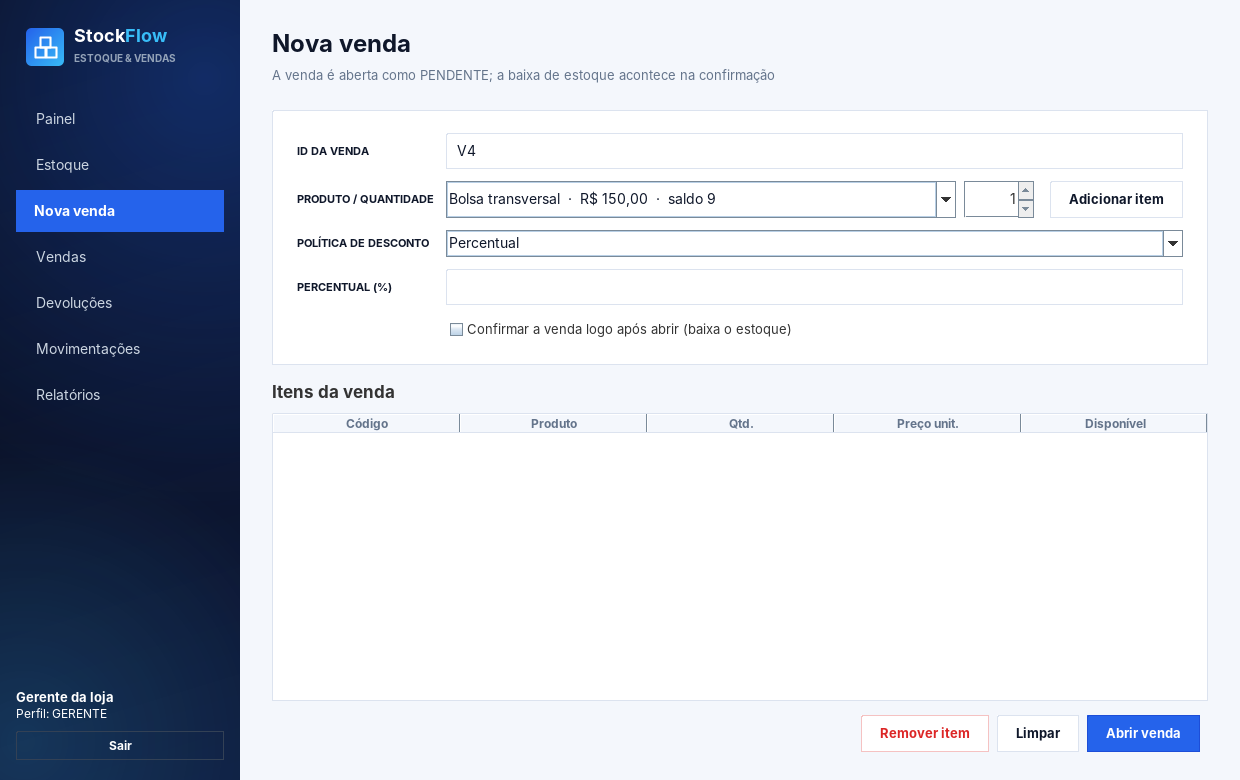 StockFlow
ESTOQUE & VENDAS
Painel
Estoque
Nova venda
Vendas
Devoluções
Movimentações
Relatórios
Gerente da loja
Perfil: GERENTE
Sair
Nova venda
A venda é aberta como PENDENTE; a baixa de estoque acontece na confirmação
ID DA VENDA V4
PRODUTO / QUANTIDADE Bolsa transversal · R$ 150,00 · saldo 9 1 Adicionar item
POLÍTICA DE DESCONTO Percentual
PERCENTUAL (%)
Confirmar a venda logo após abrir (baixa o estoque)
Itens da venda
Código Produto Qtd. Preço unit. Disponível
Remover item Limpar Abrir venda